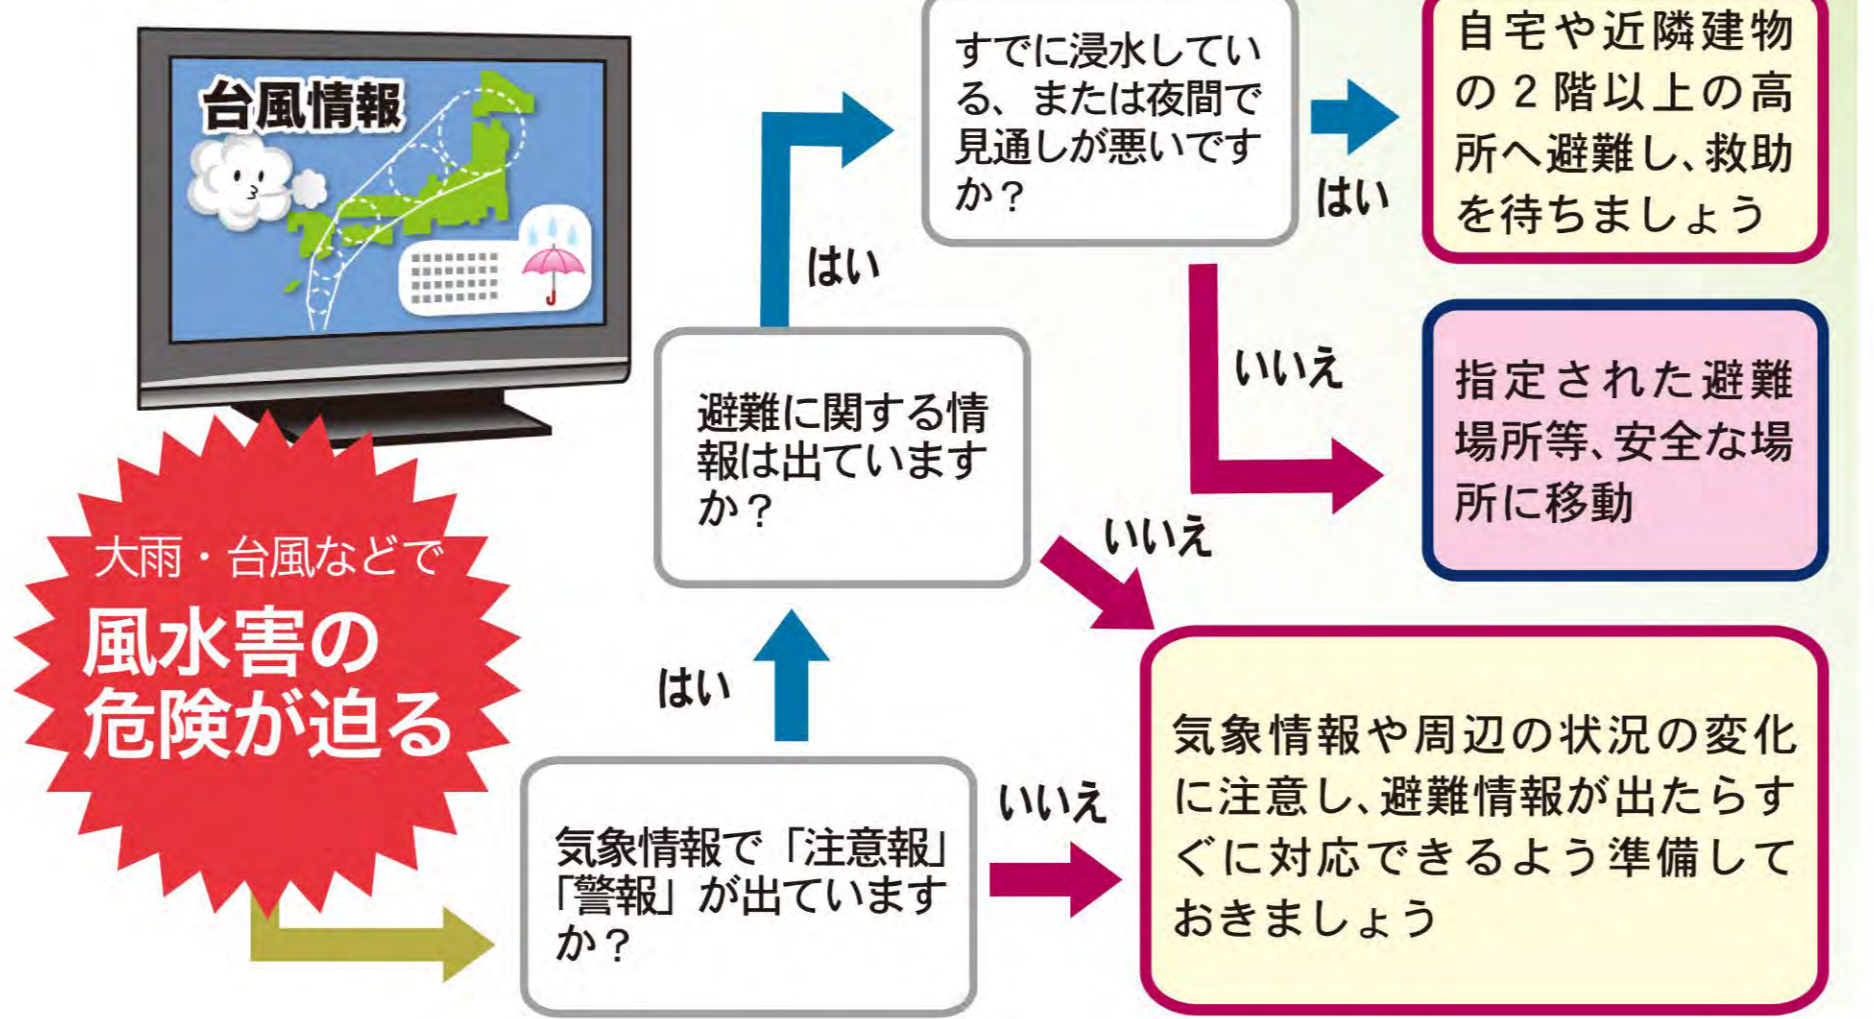 台風情報
大雨・台風などで
風水害の
危険が迫る
気象情報で「注意報」
「警報」が出ています
か？
はい
いいえ
避難に関する情
報は出ています
か？
はい
いいえ
すでに浸水してい
る、または夜間で
見通しが悪いです
か？
はい
いいえ
自宅や近隣建物
の２階以上の高
所へ避難し、救助
を待ちましょう
指定された避難
場所等、安全な場
所に移動
気象情報や周辺の状況の変化
に注意し、避難情報が出たらす
ぐに対応できるよう準備して
おきましょう